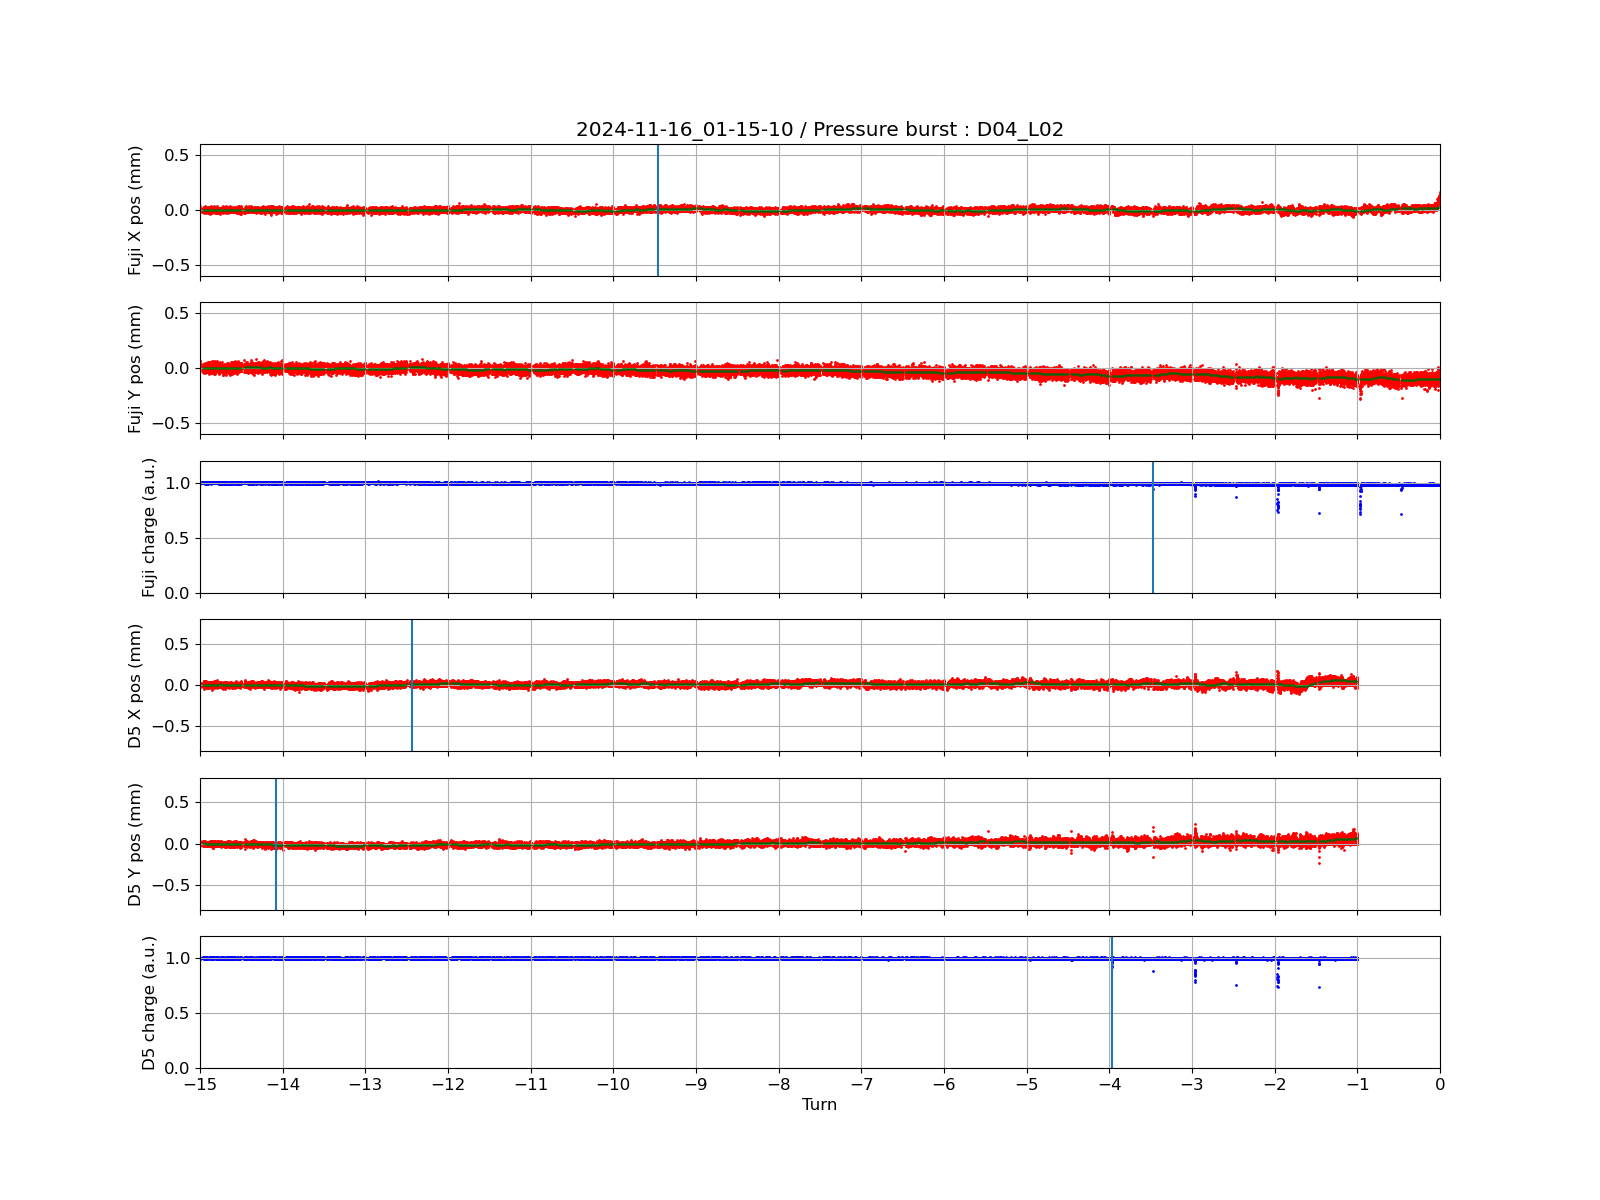 2024-11-16_01-15-10 / Pressure burst : D04_L02
Fuji X pos (mm)
0.5
0.0
−0.5
Fuji Y pos (mm)
0.5
0.0
−0.5
Fuji charge (a.u.)
1.0
0.5
0.0
D5 X pos (mm)
0.5
0.0
−0.5
D5 Y pos (mm)
0.5
0.0
−0.5
D5 charge (a.u.)
1.0
0.5
0.0
−15 −14 −13 −12 −11 −10 −9 −8 −7 −6 −5 −4 −3 −2 −1 0
Turn